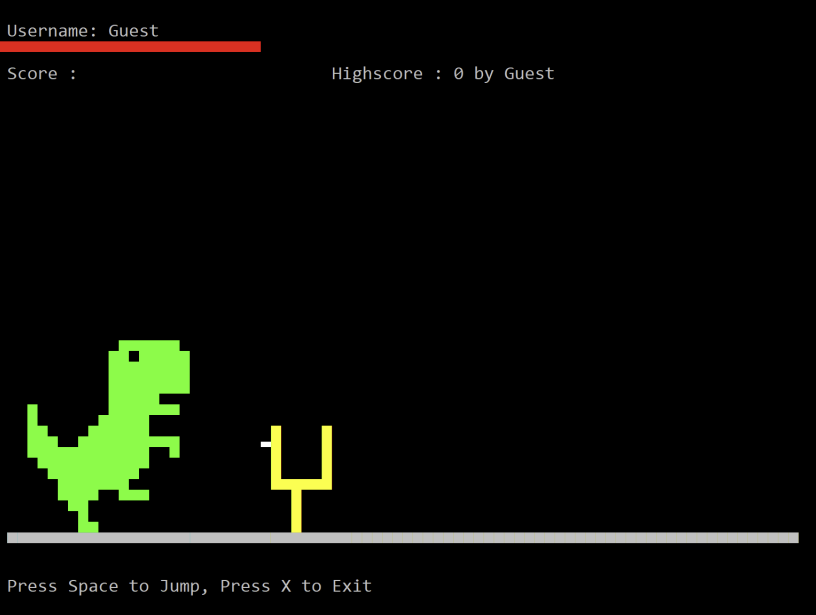 Username: Guest
Score :
Highscore : 0 by Guest
Press Space to Jump, Press X to Exit